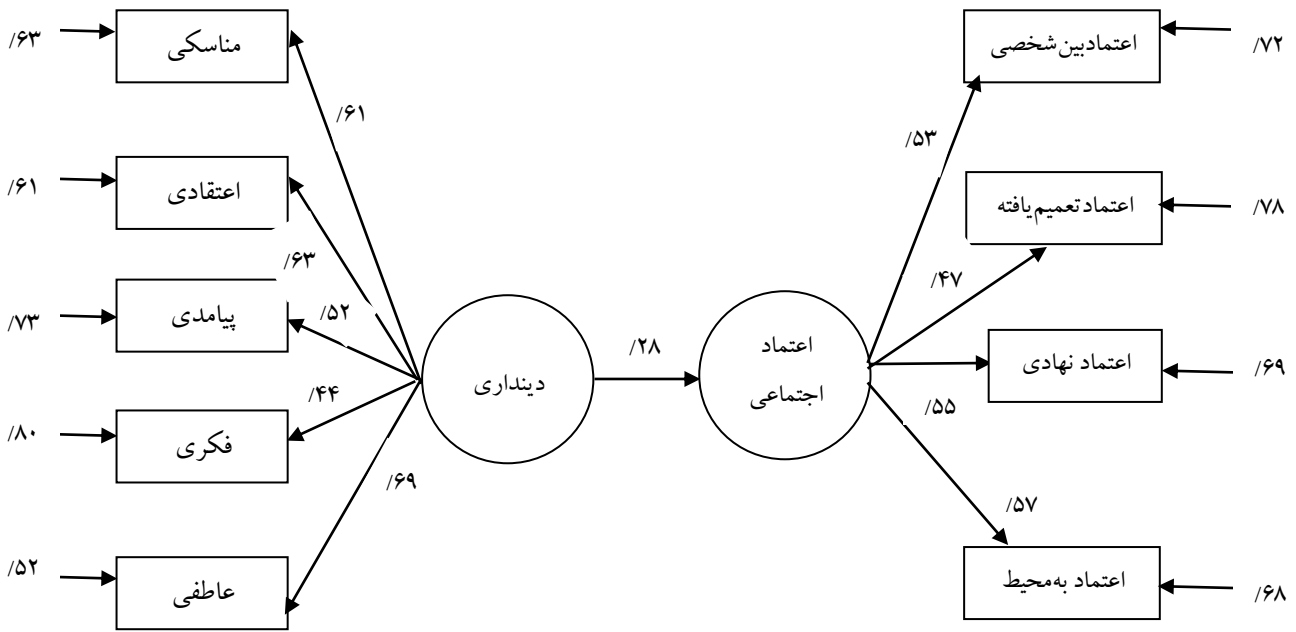 اعتمادبین‌شخصی
/۷۲
/۵۳
اعتمادتعمیم‌یافته
/۷۸
/۴۷
اعتماد نهادی
/۶۹
/۵۵
اعتماد به‌محیط
/۶۸
/۵۷
اعتماد
اجتماعی
/۲۸
دینداری
مناسکی
/۶۳
/۶۱
اعتقادی
/۶۱
/۶۳
پیامدی
/۷۳
/۵۲
فکری
/۸۰
/۴۴
عاطفی
/۵۲
/۶۹